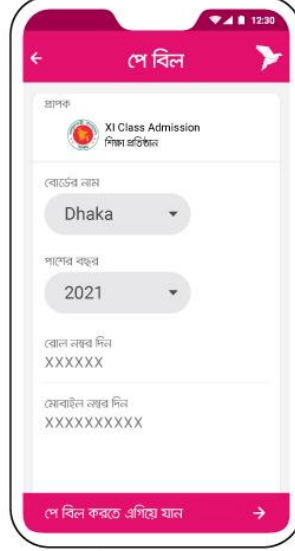 12:30
পে বিল
প্রাপক
XI Class Admission
শিক্ষা প্রতিষ্ঠান
বোর্ডের নাম
Dhaka
পাশের বছর
2021
রোল নম্বর দিন
XXXXXX
মোবাইল নম্বর দিন
XXXXXXXXXX
পে বিল করতে এগিয়ে যান